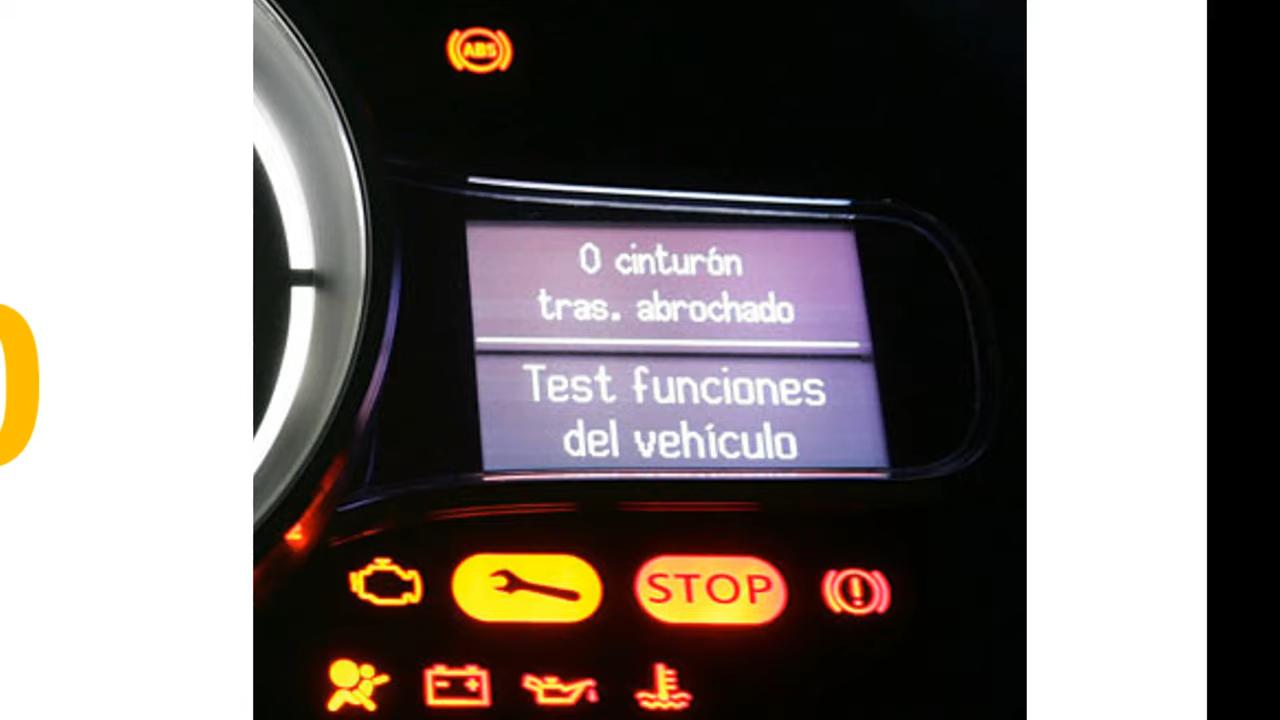 ABS
0 cinturón
tras. abrochado
Test funciones
del vehículo
STOP